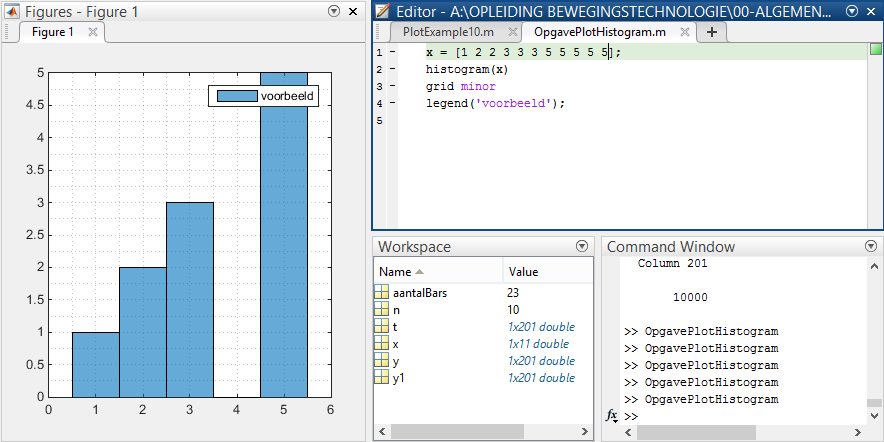 Figures - Figure 1
Figure 1
5
4.5
4
3.5
3
2.5
2
1.5
1
0.5
0
0 1 2 3 4 5 6
voorbeeld
Editor - A:\OPLEIDING BEWEGINGSTECHNOLOGIE\00-ALGEMEN...
PlotExample10.m
OpgavePlotHistogram.m
1 - x = [1 2 2 3 3 3 5 5 5 5 5];
2 - histogram(x)
3 - grid minor
4 - legend('voorbeeld');
5
Workspace
Name Value
aantalBars 23
n 10
t 1x201 double
x 1x11 double
y 1x201 double
y1 1x201 double
Command Window
Column 201
10000
>> OpgavePlotHistogram
>> OpgavePlotHistogram
>> OpgavePlotHistogram
>> OpgavePlotHistogram
>> OpgavePlotHistogram
fx >>